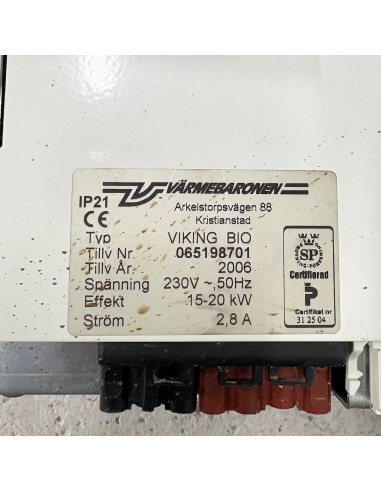 VÄRMEBARONEN
IP21
CE
Arkelstorpsvägen 88
Kristianstad
Typ VIKING BIO
Tillv Nr. 065198701
Tillv År. 2006
Spänning 230V ~, 50Hz
Effekt 15-20 kW
Ström 2,8 A
SP
Certifierad
P
Certifikat nr
31 25 04